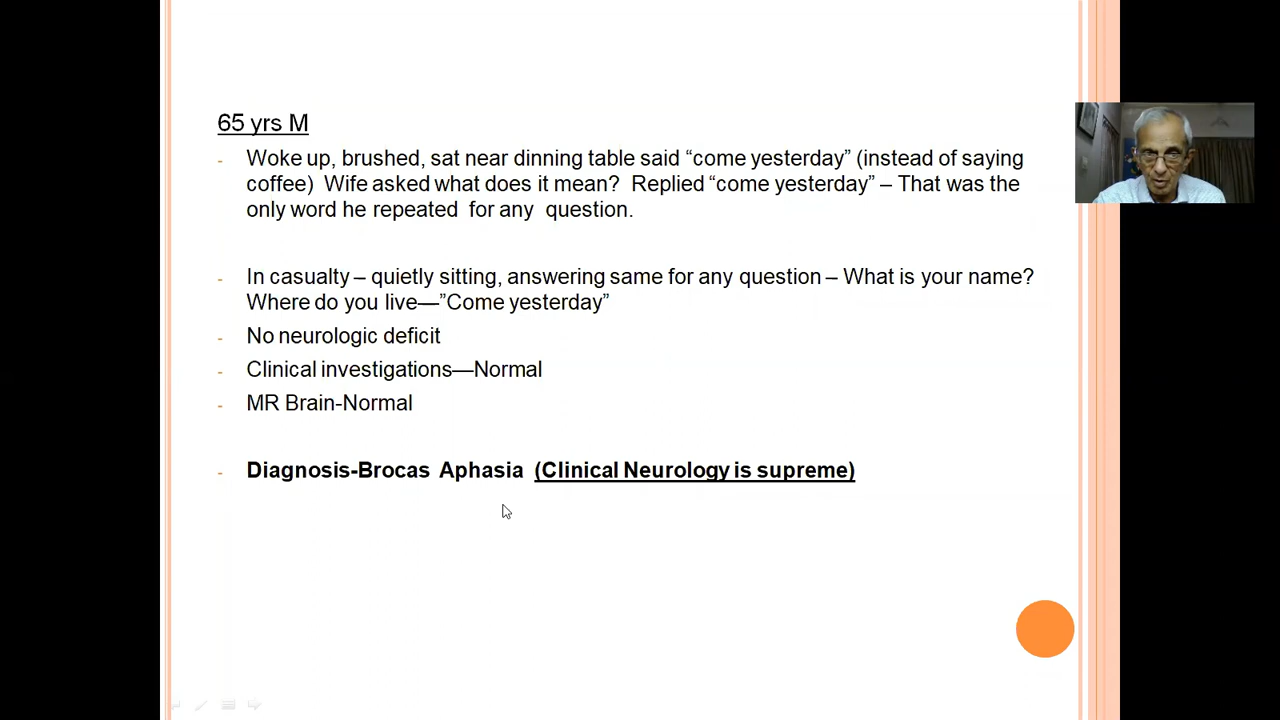 65 yrs M
- Woke up, brushed, sat near dinning table said “come yesterday” (instead of saying
coffee) Wife asked what does it mean? Replied “come yesterday” – That was the
only word he repeated for any question.
- In casualty – quietly sitting, answering same for any question – What is your name?
Where do you live—”Come yesterday”
- No neurologic deficit
- Clinical investigations—Normal
- MR Brain-Normal
- Diagnosis-Brocas Aphasia (Clinical Neurology is supreme)